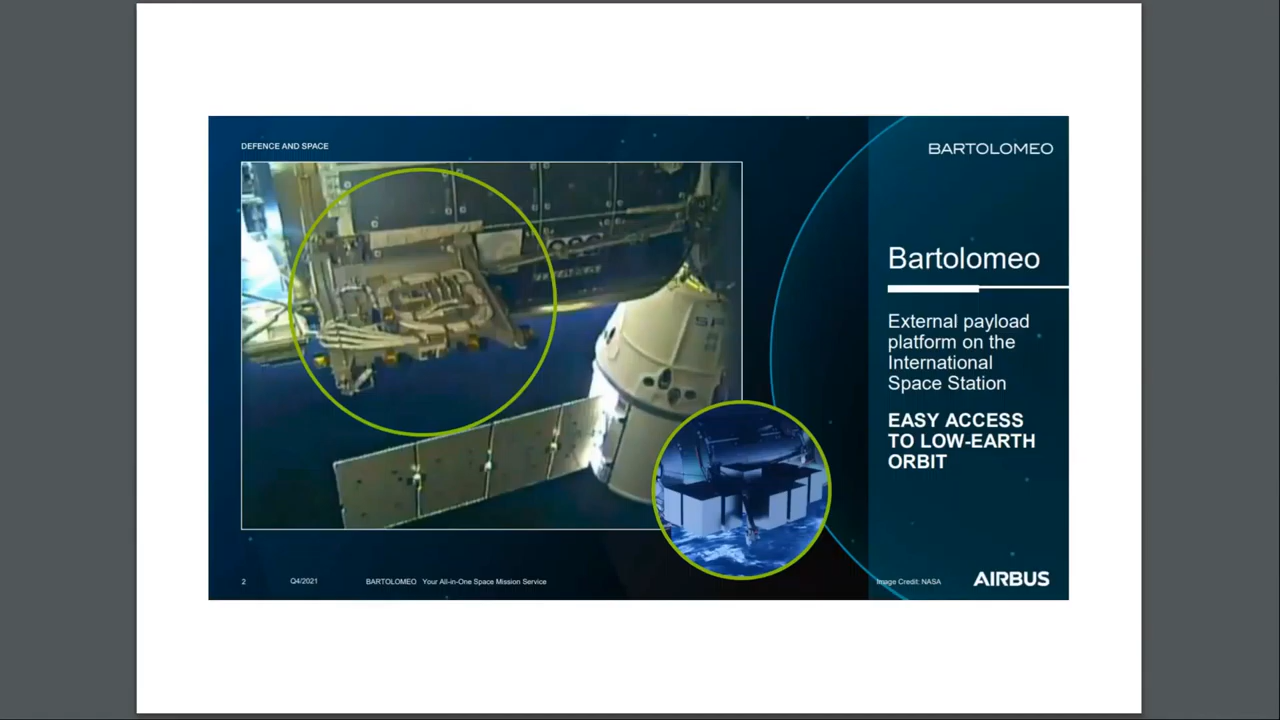 DEFENCE AND SPACE
BARTOLOMEO
Bartolomeo
External payload
platform on the
International
Space Station
EASY ACCESS
TO LOW-EARTH
ORBIT
2
Q4/2021
BARTOLOMEO Your All-in-One Space Mission Service
Image Credit: NASA
AIRBUS